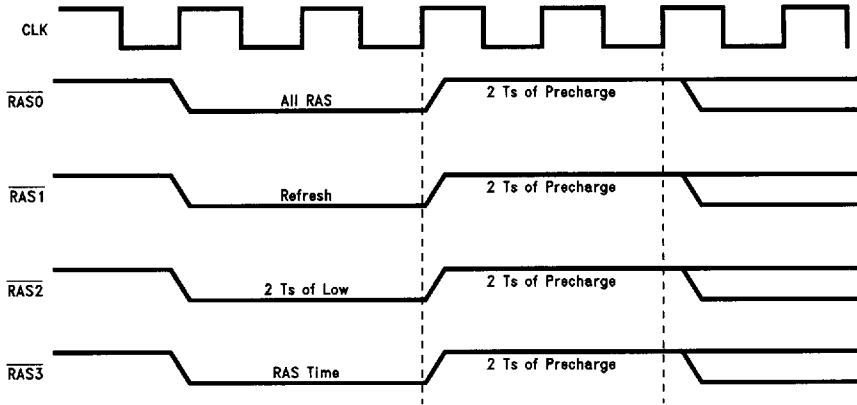 CLK
RAS0 All RAS 2 Ts of Precharge
RAS1 Refresh 2 Ts of Precharge
RAS2 2 Ts of Low 2 Ts of Precharge
RAS3 RAS Time 2 Ts of Precharge